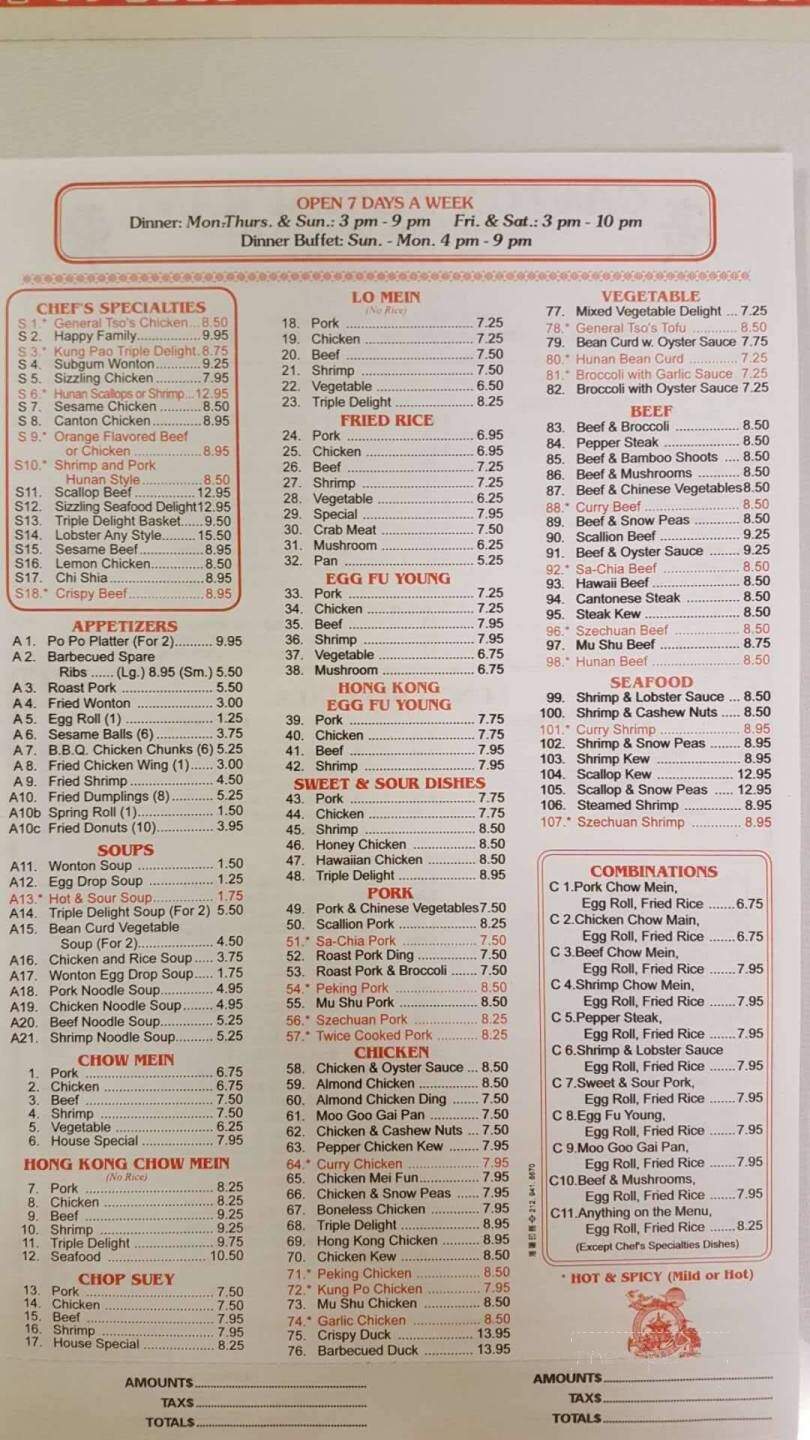 OPEN 7 DAYS A WEEK
Dinner: Mon-Thurs. & Sun.: 3 pm - 9 pm Fri. & Sat.: 3 pm - 10 pm
Dinner Buffet: Sun. - Mon. 4 pm - 9 pm
CHEF'S SPECIALTIES
S 1.* General Tso's Chicken...8.50
S 2. Happy Family...............9.95
S 3.* Kung Pao Triple Delight.8.75
S 4. Subgum Wonton...........9.25
S 5. Sizzling Chicken...........7.95
S 6.* Hunan Scallops or Shrimp...12.95
S 7. Sesame Chicken..........8.50
S 8. Canton Chicken............8.95
S 9.* Orange Flavored Beef
or Chicken....................8.95
S10.* Shrimp and Pork
Hunan Style................8.50
S11. Scallop Beef...............12.95
S12. Sizzling Seafood Delight12.95
S13. Triple Delight Basket......9.50
S14. Lobster Any Style.........15.50
S15. Sesame Beef................8.95
S16. Lemon Chicken.............8.50
S17. Chi Shia.......................8.95
S18.* Crispy Beef..................8.95
APPETIZERS
A 1. Po Po Platter (For 2).......... 9.95
A 2. Barbecued Spare
Ribs ...... (Lg.) 8.95 (Sm.) 5.50
A 3. Roast Pork ....................... 5.50
A 4. Fried Wonton .................... 3.00
A 5. Egg Roll (1) ...................... 1.25
A 6. Sesame Balls (6)............... 3.75
A 7. B.B.Q. Chicken Chunks (6) 5.25
A 8. Fried Chicken Wing (1)...... 3.00
A 9. Fried Shrimp ..................... 4.50
A10. Fried Dumplings (8)........... 5.25
A10b Spring Roll (1)................... 1.50
A10c Fried Donuts (10).............. 3.95
SOUPS
A11. Wonton Soup ................... 1.50
A12. Egg Drop Soup ................ 1.25
A13.* Hot & Sour Soup............... 1.75
A14. Triple Delight Soup (For 2) 5.50
A15. Bean Curd Vegetable
Soup (For 2)................... 4.50
A16. Chicken and Rice Soup..... 3.75
A17. Wonton Egg Drop Soup..... 1.75
A18. Pork Noodle Soup............. 4.95
A19. Chicken Noodle Soup........ 4.95
A20. Beef Noodle Soup............. 5.25
A21. Shrimp Noodle Soup.......... 5.25
CHOW MEIN
1. Pork ................................. 6.75
2. Chicken ............................ 6.75
3. Beef ................................. 7.50
4. Shrimp .............................. 7.50
5. Vegetable ......................... 6.25
6. House Special .................. 7.95
HONG KONG CHOW MEIN
(No Rice)
7. Pork ................................. 8.25
8. Chicken ............................ 8.25
9. Beef ................................. 9.25
10. Shrimp .............................. 9.25
11. Triple Delight .................... 9.75
12. Seafood ............................ 10.50
CHOP SUEY
13. Pork ................................. 7.50
14. Chicken ............................ 7.50
15. Beef ................................. 7.95
16. Shrimp .............................. 7.95
17. House Special .................. 8.25
LO MEIN
(No Rice)
18. Pork ................................ 7.25
19. Chicken ........................... 7.25
20. Beef ................................ 7.50
21. Shrimp ............................. 7.50
22. Vegetable ........................ 6.50
23. Triple Delight ................... 8.25
FRIED RICE
24. Pork ................................ 6.95
25. Chicken ........................... 6.95
26. Beef ................................ 7.25
27. Shrimp ............................. 7.25
28. Vegetable ........................ 6.25
29. Special ............................ 7.95
30. Crab Meat ....................... 7.50
31. Mushroom ....................... 6.25
32. Pan ................................. 5.25
EGG FU YOUNG
33. Pork ................................ 7.25
34. Chicken ........................... 7.25
35. Beef ................................ 7.95
36. Shrimp ............................. 7.95
37. Vegetable ........................ 6.75
38. Mushroom ....................... 6.75
HONG KONG
EGG FU YOUNG
39. Pork ................................ 7.75
40. Chicken ........................... 7.75
41. Beef ................................ 7.95
42. Shrimp ............................. 7.95
SWEET & SOUR DISHES
43. Pork ................................ 7.75
44. Chicken ........................... 7.75
45. Shrimp ............................. 8.50
46. Honey Chicken ................ 8.50
47. Hawaiian Chicken ............ 8.50
48. Triple Delight ................... 8.95
PORK
49. Pork & Chinese Vegetables7.50
50. Scallion Pork ................... 8.25
51.* Sa-Chia Pork ................... 7.50
52. Roast Pork Ding ............... 7.50
53. Roast Pork & Broccoli ....... 7.50
54.* Peking Pork ..................... 8.50
55. Mu Shu Pork .................... 8.50
56.* Szechuan Pork ................ 8.25
57.* Twice Cooked Pork .......... 8.25
CHICKEN
58. Chicken & Oyster Sauce ... 8.50
59. Almond Chicken ............... 8.50
60. Almond Chicken Ding ....... 7.50
61. Moo Goo Gai Pan ............ 7.50
62. Chicken & Cashew Nuts ... 7.50
63. Pepper Chicken Kew ........ 7.95
64.* Curry Chicken .................. 7.95
65. Chicken Mei Fun............... 7.95
66. Chicken & Snow Peas ...... 7.95
67. Boneless Chicken ............ 7.95
68. Triple Delight ................... 8.95
69. Hong Kong Chicken ......... 8.95
70. Chicken Kew .................... 8.50
71.* Peking Chicken ................ 8.50
72.* Kung Po Chicken ............. 7.95
73. Mu Shu Chicken .............. 8.50
74.* Garlic Chicken ................. 8.50
75. Crispy Duck .................... 13.95
76. Barbecued Duck ............. 13.95
VEGETABLE
77. Mixed Vegetable Delight ... 7.25
78.* General Tso's Tofu ........... 8.50
79. Bean Curd w. Oyster Sauce 7.75
80.* Hunan Bean Curd ............ 7.25
81.* Broccoli with Garlic Sauce 7.25
82. Broccoli with Oyster Sauce 7.25
BEEF
83. Beef & Broccoli ................ 8.50
84. Pepper Steak ................... 8.50
85. Beef & Bamboo Shoots .... 8.50
86. Beef & Mushrooms .......... 8.50
87. Beef & Chinese Vegetables8.50
88.* Curry Beef ....................... 8.50
89. Beef & Snow Peas ........... 8.50
90. Scallion Beef .................... 9.25
91. Beef & Oyster Sauce ........ 9.25
92.* Sa-Chia Beef ................... 8.50
93. Hawaii Beef...................... 8.50
94. Cantonese Steak ............. 8.50
95. Steak Kew........................ 8.50
96.* Szechuan Beef ................ 8.50
97. Mu Shu Beef .................... 8.75
98.* Hunan Beef ..................... 8.50
SEAFOOD
99. Shrimp & Lobster Sauce ... 8.50
100. Shrimp & Cashew Nuts ..... 8.50
101.* Curry Shrimp .................... 8.95
102. Shrimp & Snow Peas ........ 8.95
103. Shrimp Kew ...................... 8.95
104. Scallop Kew .................... 12.95
105. Scallop & Snow Peas ..... 12.95
106. Steamed Shrimp ............... 8.95
107.* Szechuan Shrimp ............. 8.95
COMBINATIONS
C 1.Pork Chow Mein,
Egg Roll, Fried Rice .......6.75
C 2.Chicken Chow Main,
Egg Roll, Fried Rice .......6.75
C 3.Beef Chow Mein,
Egg Roll, Fried Rice .......7.95
C 4.Shrimp Chow Mein,
Egg Roll, Fried Rice .......7.95
C 5.Pepper Steak,
Egg Roll, Fried Rice .......7.95
C 6.Shrimp & Lobster Sauce
Egg Roll, Fried Rice .......7.95
C 7.Sweet & Sour Pork,
Egg Roll, Fried Rice .......7.95
C 8.Egg Fu Young,
Egg Roll, Fried Rice .......7.95
C 9.Moo Goo Gai Pan,
Egg Roll, Fried Rice .......7.95
C10.Beef & Mushrooms,
Egg Roll, Fried Rice .......7.95
C11.Anything on the Menu,
Egg Roll, Fried Rice .......8.25
(Except Chef's Specialties Dishes)
212. 941. 8670
* HOT & SPICY (Mild or Hot)
AMOUNT$
TAX$
TOTAL$
AMOUNT$
TAX$
TOTAL$